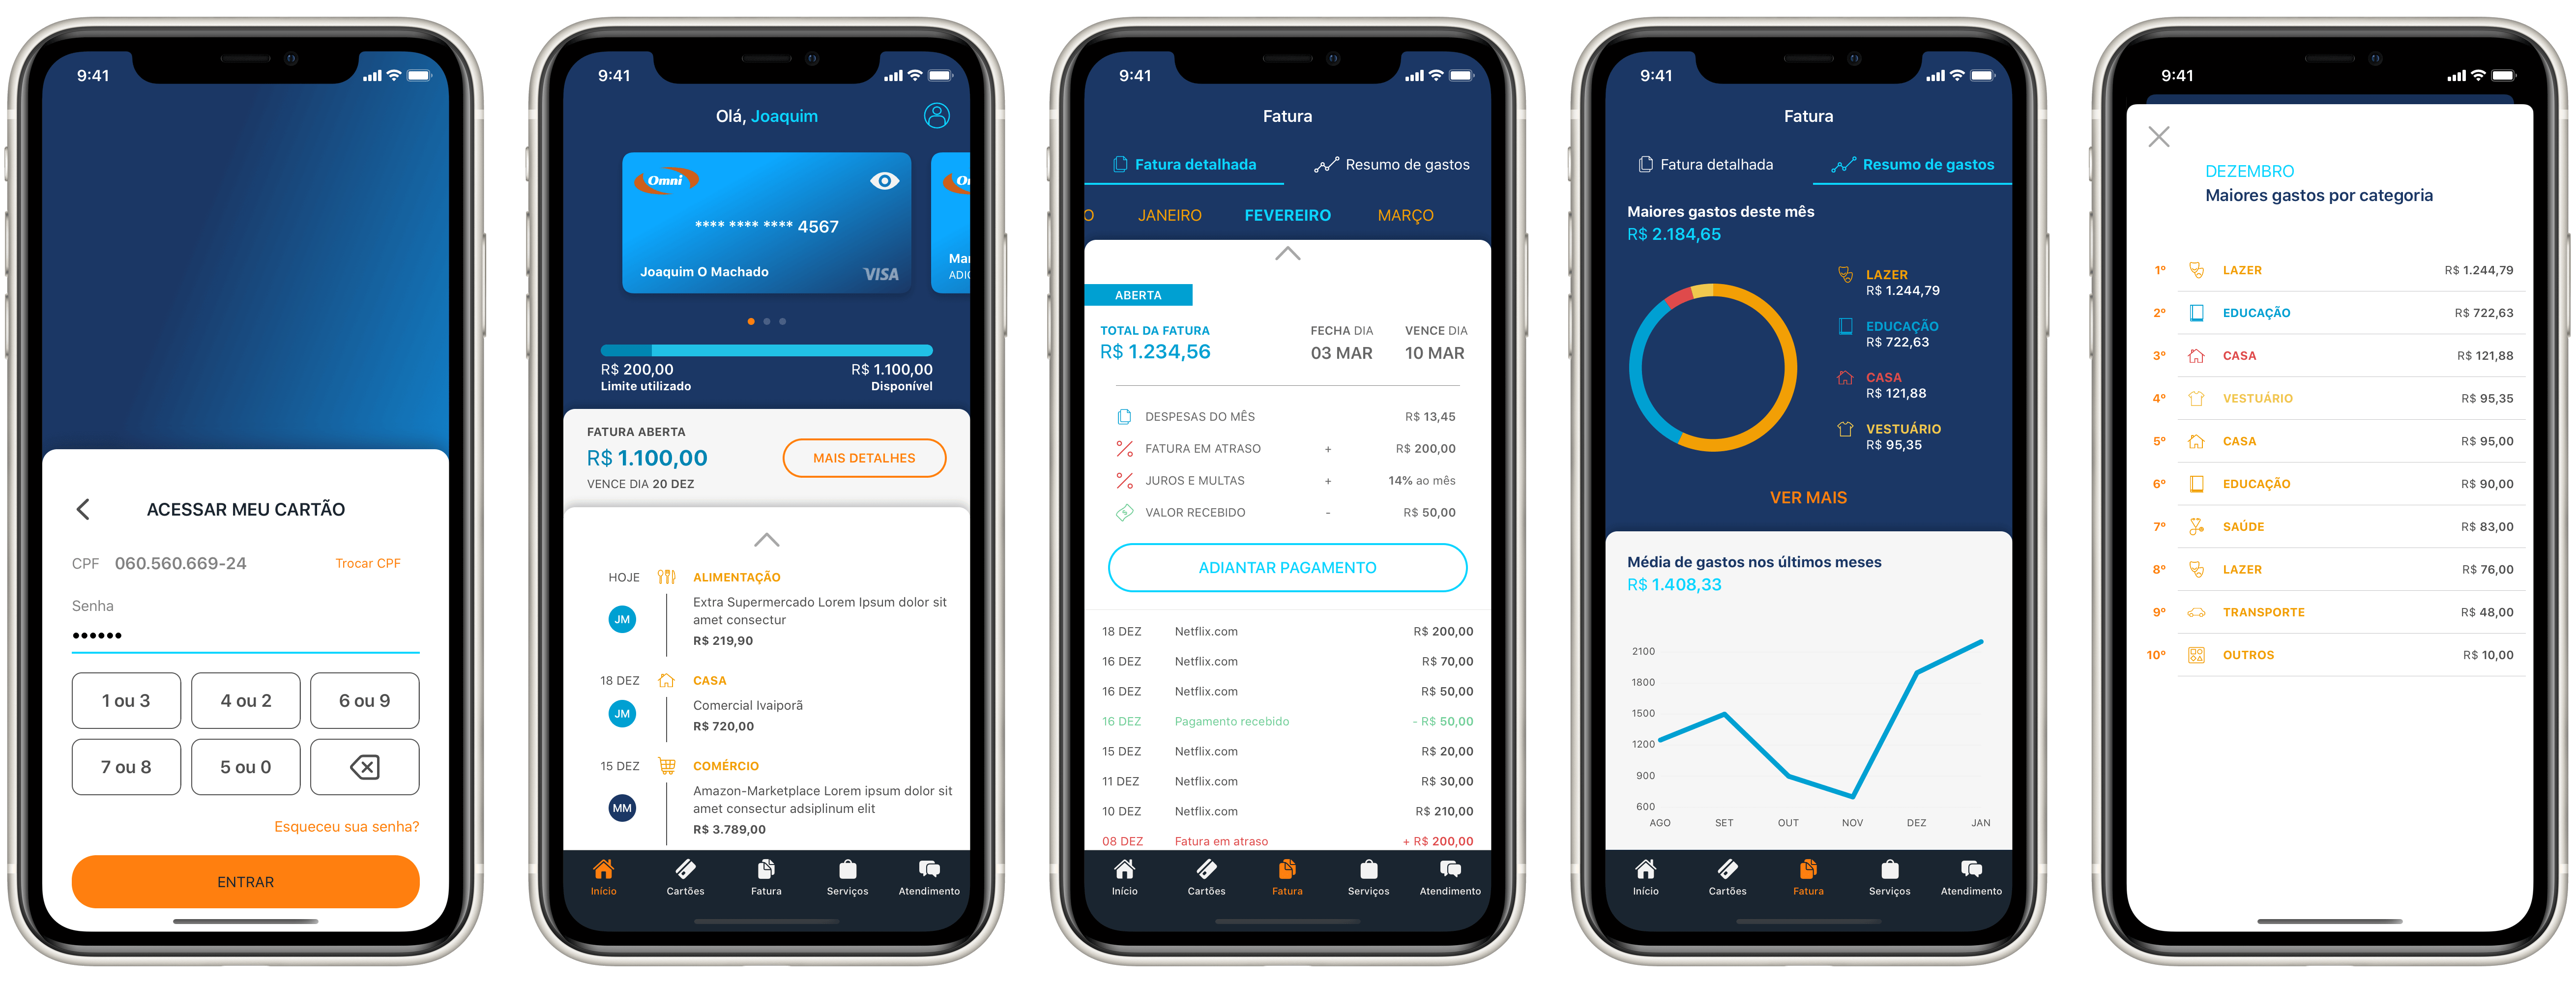 9:41
ACESSAR MEU CARTÃO
CPF 060.560.669-24 Trocar CPF
Senha
••••••
1 ou 3 4 ou 2 6 ou 9
7 ou 8 5 ou 0
Esqueceu sua senha?
ENTRAR
9:41
Olá, Joaquim
Omni
**** **** **** 4567
Joaquim O Machado VISA
R$ 200,00 R$ 1.100,00
Limite utilizado Disponível
FATURA ABERTA
R$ 1.100,00 MAIS DETALHES
VENCE DIA 20 DEZ
HOJE ALIMENTAÇÃO
Extra Supermercado Lorem Ipsum dolor sit
JM amet consectur
R$ 219,90
18 DEZ CASA
JM Comercial Ivaiporã
R$ 720,00
15 DEZ COMÉRCIO
Amazon-Marketplace Lorem ipsum dolor sit
MM amet consectur adsiplinum elit
R$ 3.789,00
Início Cartões Fatura Serviços Atendimento
9:41
Fatura
Fatura detalhada Resumo de gastos
O JANEIRO FEVEREIRO MARÇO
ABERTA
TOTAL DA FATURA FECHA DIA VENCE DIA
R$ 1.234,56 03 MAR 10 MAR
DESPESAS DO MÊS R$ 13,45
FATURA EM ATRASO + R$ 200,00
JUROS E MULTAS + 14% ao mês
VALOR RECEBIDO - R$ 50,00
ADIANTAR PAGAMENTO
18 DEZ Netflix.com R$ 200,00
16 DEZ Netflix.com R$ 70,00
16 DEZ Netflix.com R$ 50,00
16 DEZ Pagamento recebido - R$ 50,00
15 DEZ Netflix.com R$ 20,00
11 DEZ Netflix.com R$ 30,00
10 DEZ Netflix.com R$ 210,00
08 DEZ Fatura em atraso + R$ 200,00
Início Cartões Fatura Serviços Atendimento
9:41
Fatura
Fatura detalhada Resumo de gastos
Maiores gastos deste mês
R$ 2.184,65
LAZER
R$ 1.244,79
EDUCAÇÃO
R$ 722,63
CASA
R$ 121,88
VESTUÁRIO
R$ 95,35
VER MAIS
Média de gastos nos últimos meses
R$ 1.408,33
2100
1800
1500
1200
900
600
AGO SET OUT NOV DEZ JAN
Início Cartões Fatura Serviços Atendimento
9:41
DEZEMBRO
Maiores gastos por categoria
1º LAZER R$ 1.244,79
2º EDUCAÇÃO R$ 722,63
3º CASA R$ 121,88
4º VESTUÁRIO R$ 95,35
5º CASA R$ 95,00
6º EDUCAÇÃO R$ 90,00
7º SAÚDE R$ 83,00
8º LAZER R$ 76,00
9º TRANSPORTE R$ 48,00
10º OUTROS R$ 10,00